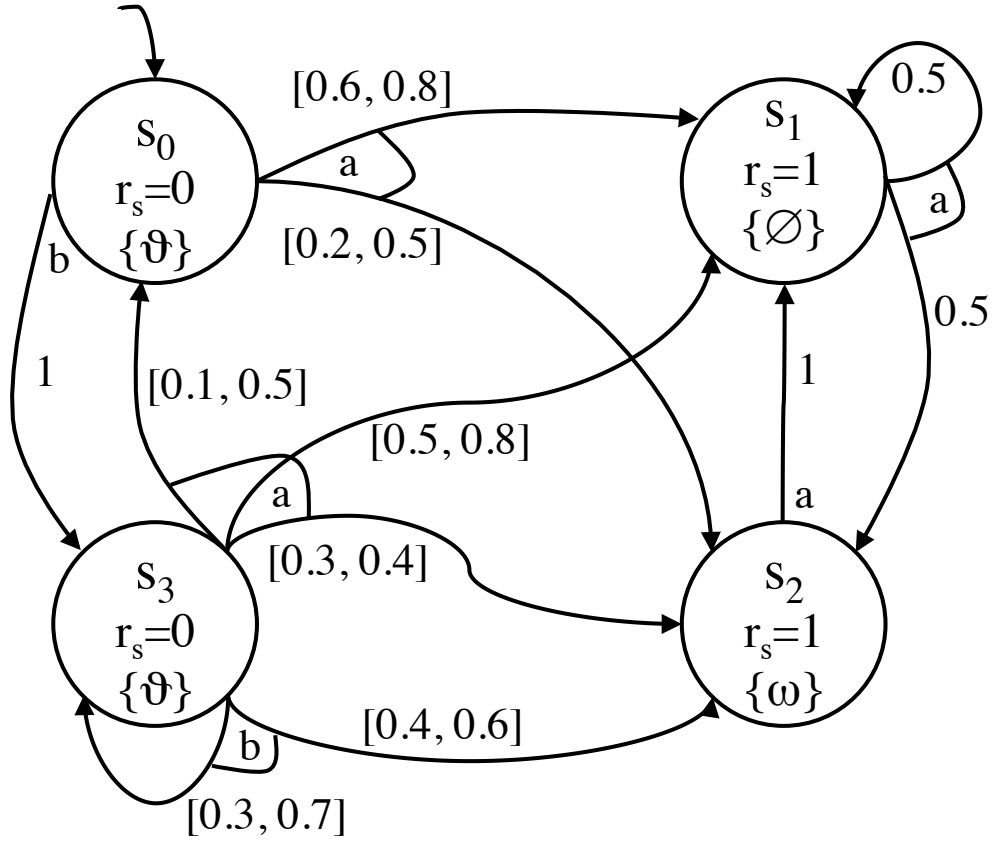 [0.6, 0.8]
0.5
s₀
rₛ=0
{ϑ}
s₁
rₛ=1
{∅}
a
a
b
[0.2, 0.5]
0.5
1
[0.1, 0.5]
1
[0.5, 0.8]
a
a
[0.3, 0.4]
s₃
rₛ=0
{ϑ}
s₂
rₛ=1
{ω}
[0.4, 0.6]
b
[0.3, 0.7]